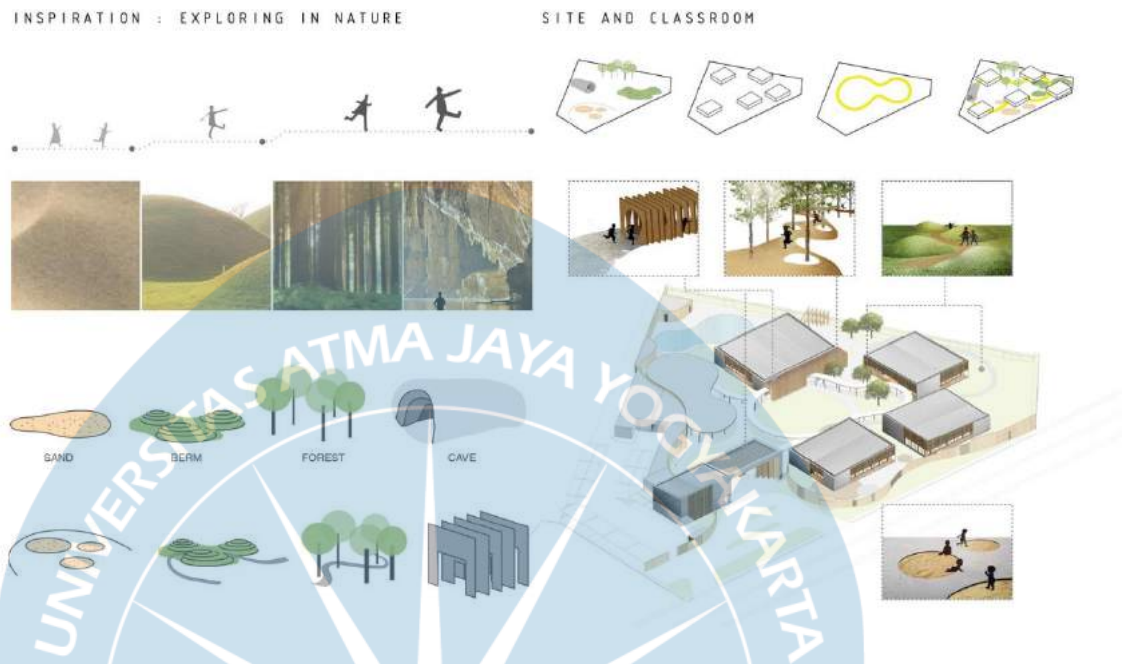 INSPIRATION : EXPLORING IN NATURE
SITE AND CLASSROOM
UNIVERSITAS ATMA JAYA YOGYAKARTA
SAND
BERM
FOREST
CAVE